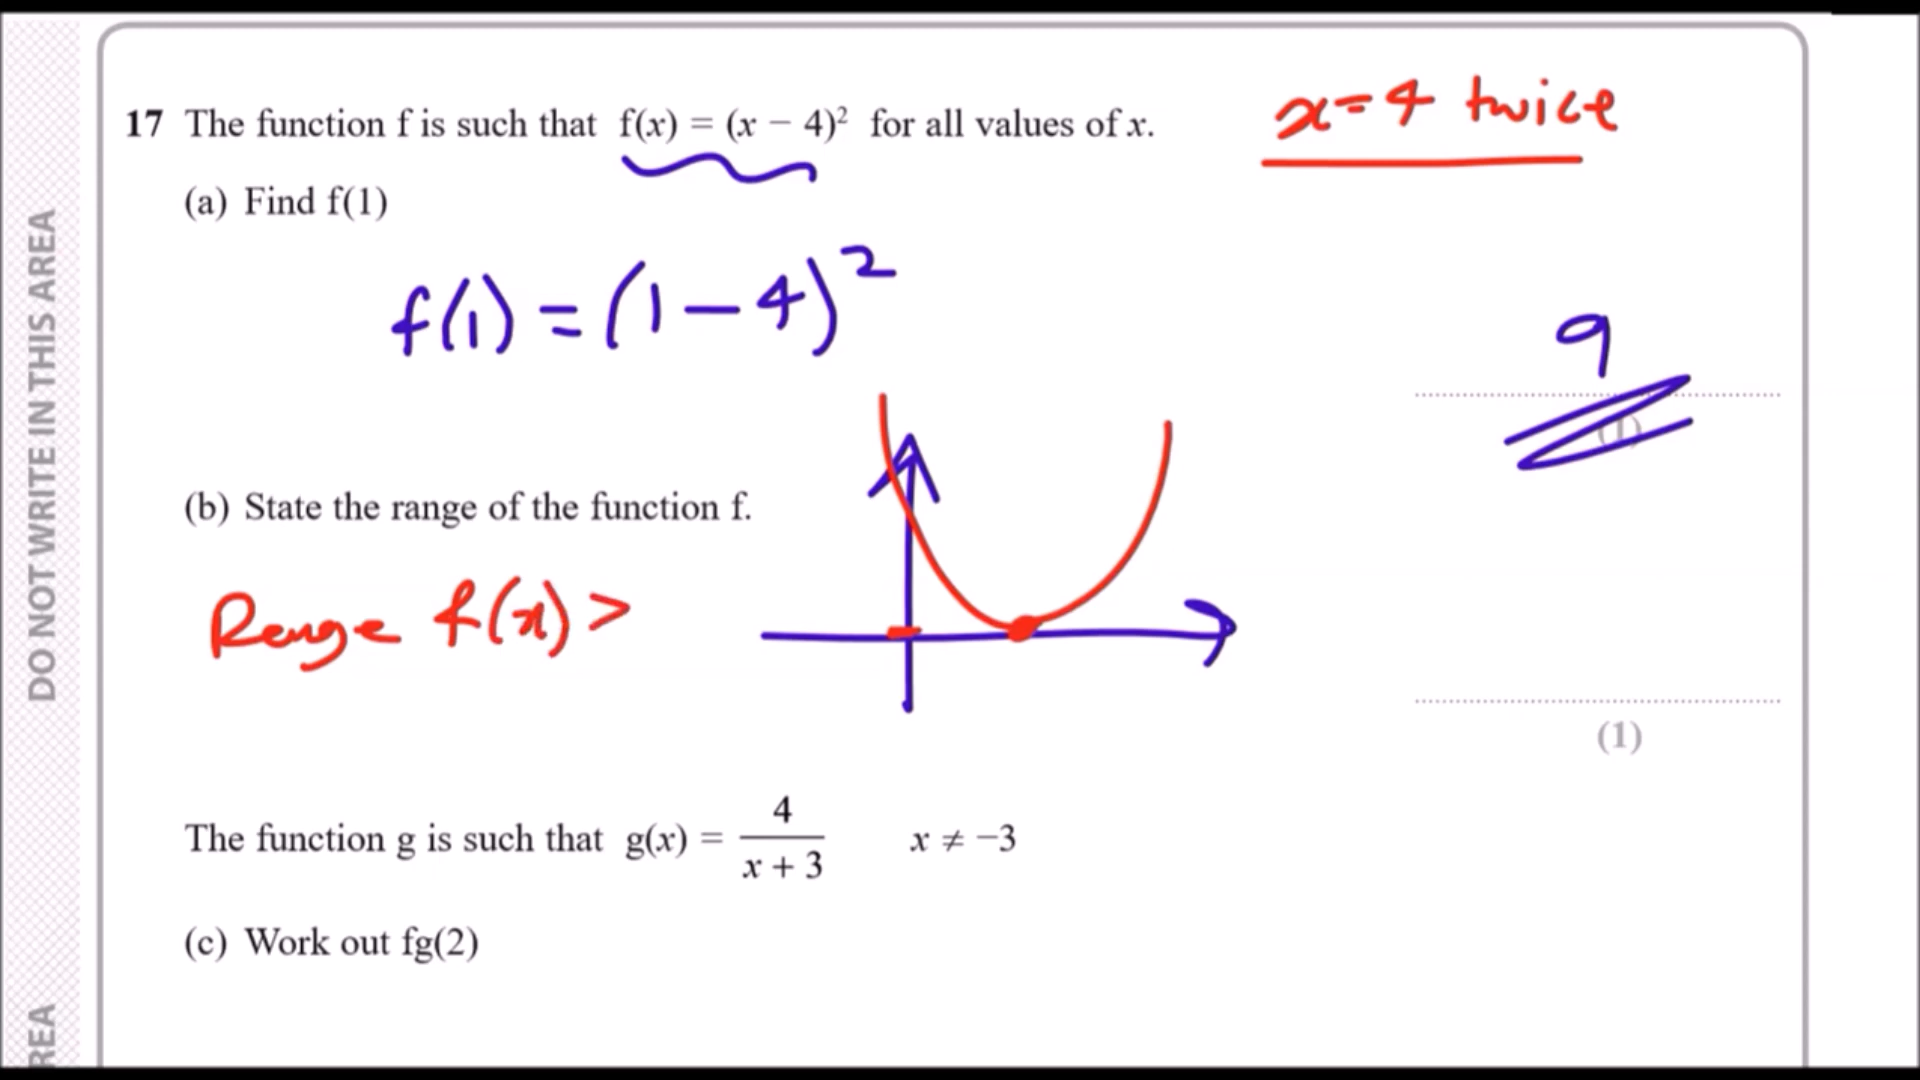 17 The function f is such that f(x) = (x − 4)² for all values of x.
x=4 twice
(a) Find f(1)
f(1) = (1 − 4)²
9
(1)
(b) State the range of the function f.
Range f(x) >
(1)
The function g is such that g(x) = 4/(x + 3) x ≠ −3
(c) Work out fg(2)
DO NOT WRITE IN THIS AREA
REA